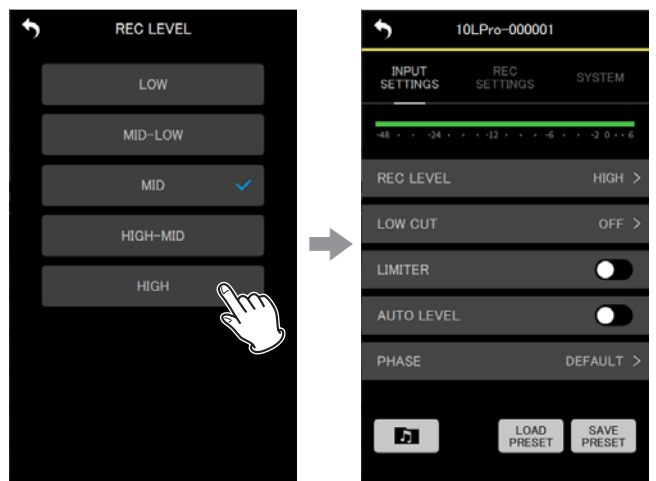 REC LEVEL
LOW
MID-LOW
MID
HIGH-MID
HIGH
10LPro-000001
INPUT SETTINGS
REC SETTINGS
SYSTEM
-48 · · -24 · · · -12 · · · -6 · · -2 0 · · 6
REC LEVEL HIGH >
LOW CUT OFF >
LIMITER
AUTO LEVEL
PHASE DEFAULT >
LOAD PRESET
SAVE PRESET